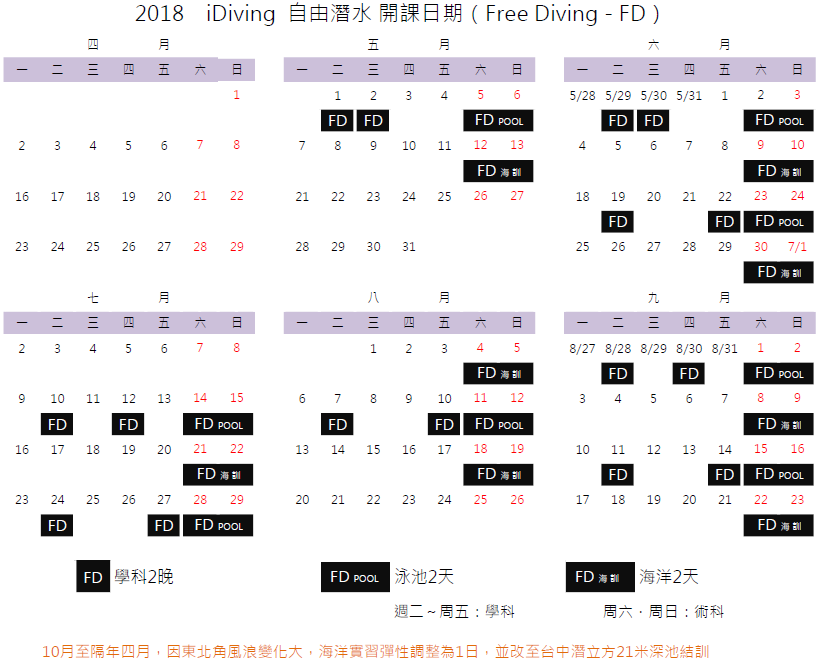 2018 iDiving 自由潛水 開課日期 ( Free Diving - FD )
四 月 五 月 六 月
一 二 三 四 五 六 日 一 二 三 四 五 六 日 一 二 三 四 五 六 日
1 1 2 3 4 5 6 5/28 5/29 5/30 5/31 1 2 3
FD FD FD POOL FD FD FD POOL
2 3 4 5 6 7 8 7 8 9 10 11 12 13 4 5 6 7 8 9 10
FD 海訓 FD 海訓
16 17 18 19 20 21 22 21 22 23 24 25 26 27 18 19 20 21 22 23 24
FD FD FD POOL
23 24 25 26 27 28 29 28 29 30 31 25 26 27 28 29 30 7/1
FD 海訓
七 月 八 月 九 月
一 二 三 四 五 六 日 一 二 三 四 五 六 日 一 二 三 四 五 六 日
2 3 4 5 6 7 8 1 2 3 4 5 8/27 8/28 8/29 8/30 8/31 1 2
FD 海訓 FD FD FD POOL
9 10 11 12 13 14 15 6 7 8 9 10 11 12 3 4 5 6 7 8 9
FD FD FD POOL FD FD FD POOL FD 海訓
16 17 18 19 20 21 22 13 14 15 16 17 18 19 10 11 12 13 14 15 16
FD 海訓 FD 海訓 FD FD FD POOL
23 24 25 26 27 28 29 20 21 22 23 24 25 26 17 18 19 20 21 22 23
FD FD FD POOL FD 海訓
FD 學科2晚 FD POOL 泳池2天 FD 海訓 海洋2天
週二～周五：學科 周六．周日：術科
10月至隔年四月，因東北角風浪變化大，海洋實習彈性調整為1日，並改至台中潛立方21米深池結訓